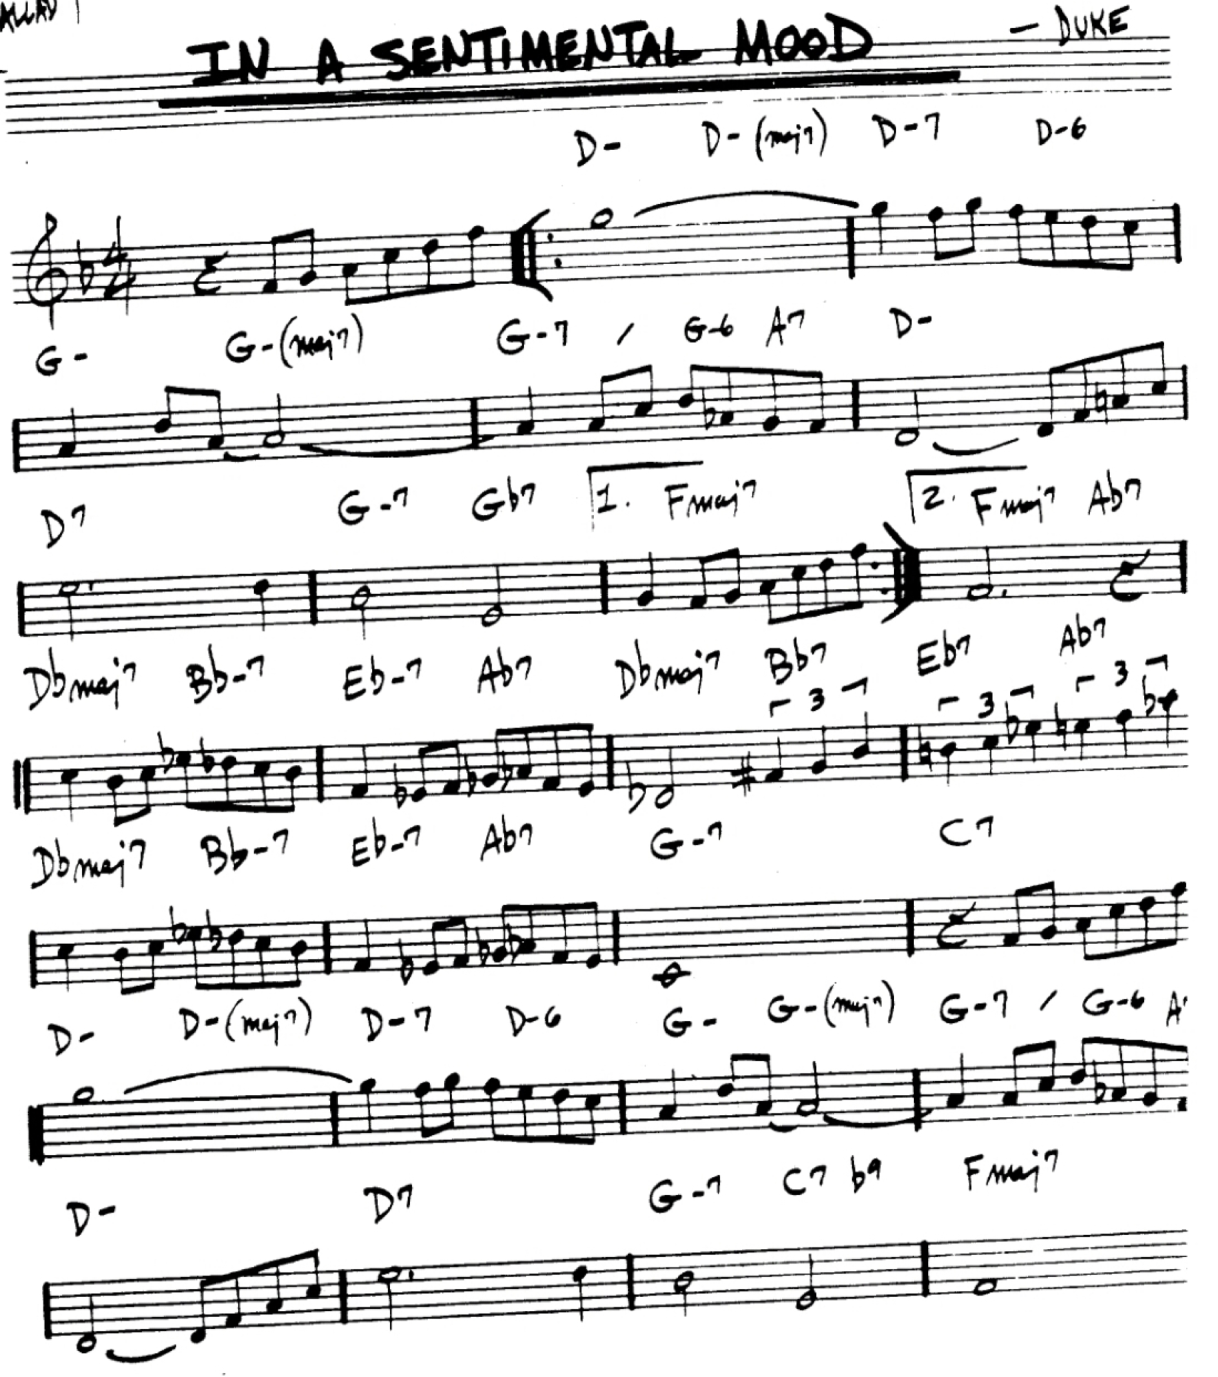 IN A SENTIMENTAL MOOD
— DUKE
D- D-(maj7) D-7 D-6
4
4
G- G-(maj7) G-7 / G-6 A7 D-
D7 G-7 Gb7 1. Fmaj7 2. Fmaj7 Ab7
Dbmaj7 Bb-7 Eb-7 Ab7 Dbmaj7 Bb7 Eb7 Ab7
3 3 3
Dbmaj7 Bb-7 Eb-7 Ab7 G-7 C7
D- D-(maj7) D-7 D-6 G- G-(maj7) G-7 / G-6
D- D7 G-7 C7 b9 Fmaj7